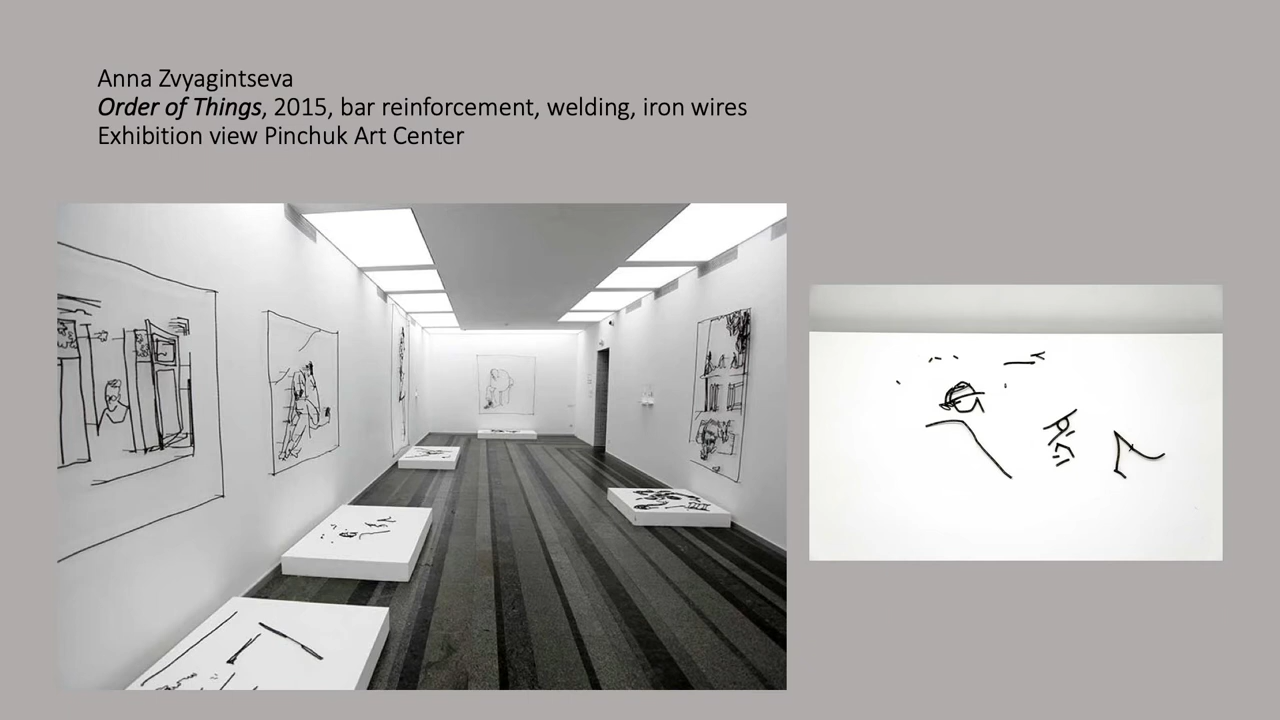 Anna Zvyagintseva
Order of Things, 2015, bar reinforcement, welding, iron wires
Exhibition view Pinchuk Art Center